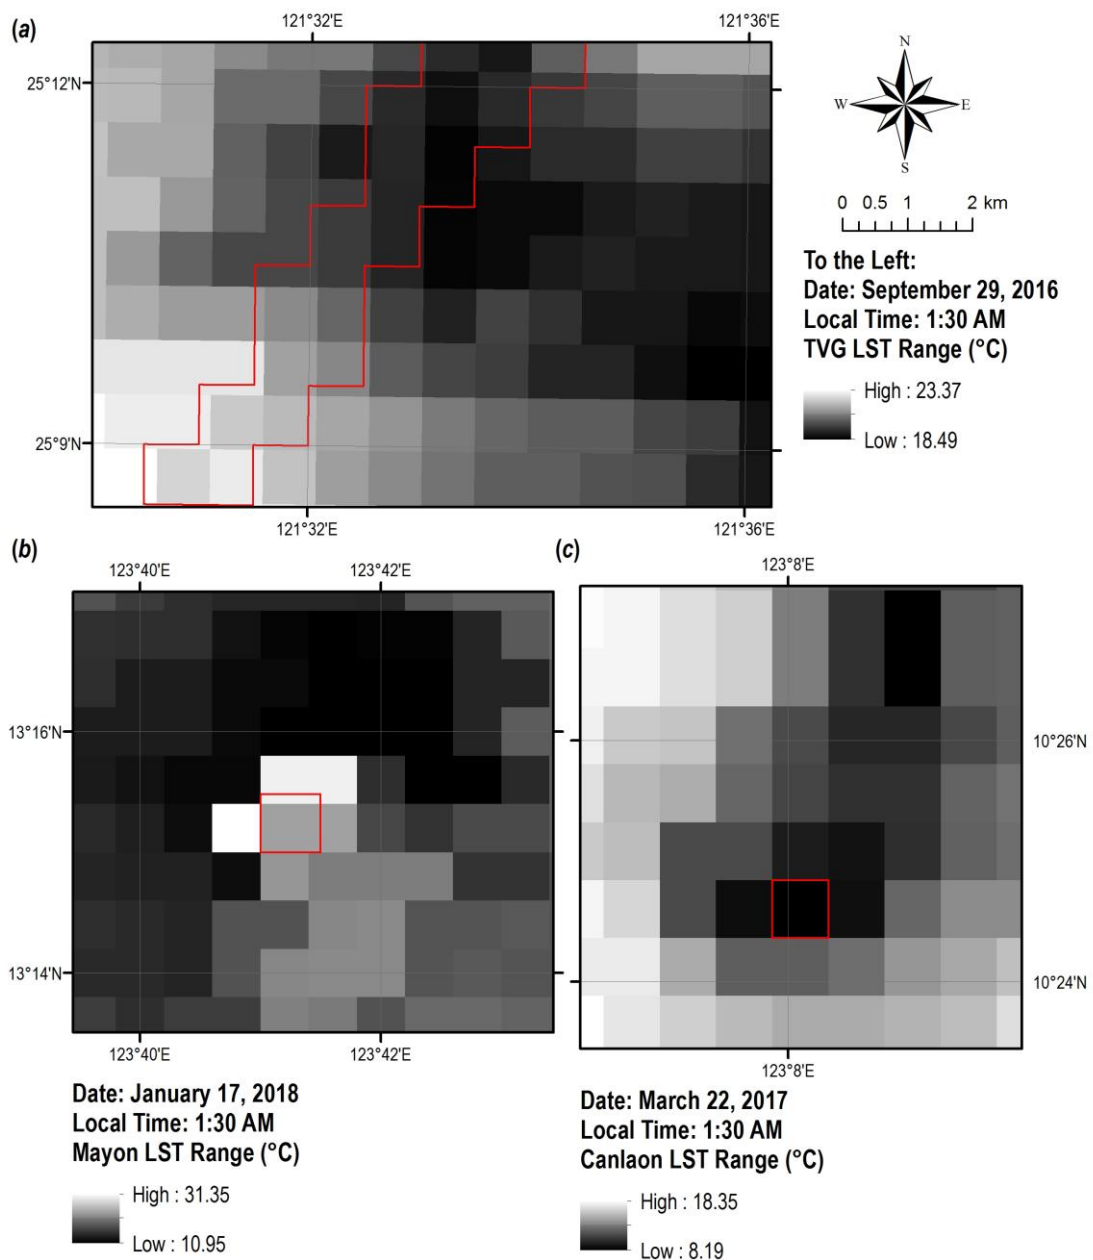 (a)
121°32'E
121°36'E
25°12'N
25°9'N
121°32'E
121°36'E
N
W
E
S
0 0.5 1 2 km
To the Left:
Date: September 29, 2016
Local Time: 1:30 AM
TVG LST Range (°C)
High : 23.37
Low : 18.49
(b)
123°40'E
123°42'E
13°16'N
13°14'N
123°40'E
123°42'E
Date: January 17, 2018
Local Time: 1:30 AM
Mayon LST Range (°C)
High : 31.35
Low : 10.95
(c)
123°8'E
10°26'N
10°24'N
123°8'E
Date: March 22, 2017
Local Time: 1:30 AM
Canlaon LST Range (°C)
High : 18.35
Low : 8.19